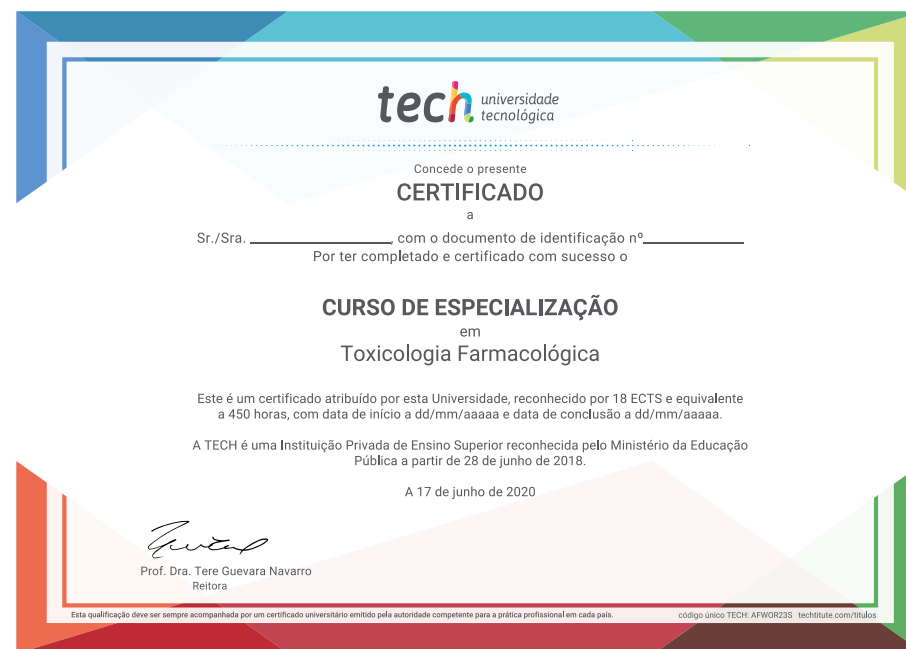 tech universidade
tecnológica
Concede o presente
CERTIFICADO
a
Sr./Sra. ____________________, com o documento de identificação nº______________
Por ter completado e certificado com sucesso o
CURSO DE ESPECIALIZAÇÃO
em
Toxicologia Farmacológica
Este é um certificado atribuído por esta Universidade, reconhecido por 18 ECTS e equivalente
a 450 horas, com data de início a dd/mm/aaaaa e data de conclusão a dd/mm/aaaaa.
A TECH é uma Instituição Privada de Ensino Superior reconhecida pelo Ministério da Educação
Pública a partir de 28 de junho de 2018.
A 17 de junho de 2020
Prof. Dra. Tere Guevara Navarro
Reitora
Esta qualificação deve ser sempre acompanhada por um certificado universitário emitido pela autoridade competente para a prática profissional em cada país.
código único TECH: AFWOR23S techtitute.com/titulos